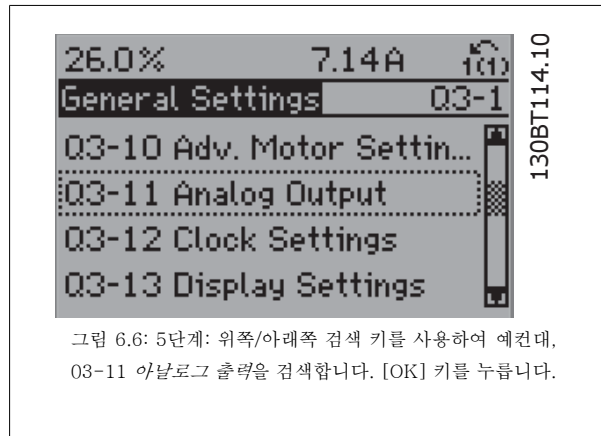 26.0% 7.14A 1(1)
General Settings Q3-1
Q3-10 Adv. Motor Settin...
Q3-11 Analog Output
Q3-12 Clock Settings
Q3-13 Display Settings
130BT114.10
그림 6.6: 5단계: 위쪽/아래쪽 검색 키를 사용하여 예컨대,
03-11 아날로그 출력을 검색합니다. [OK] 키를 누릅니다.